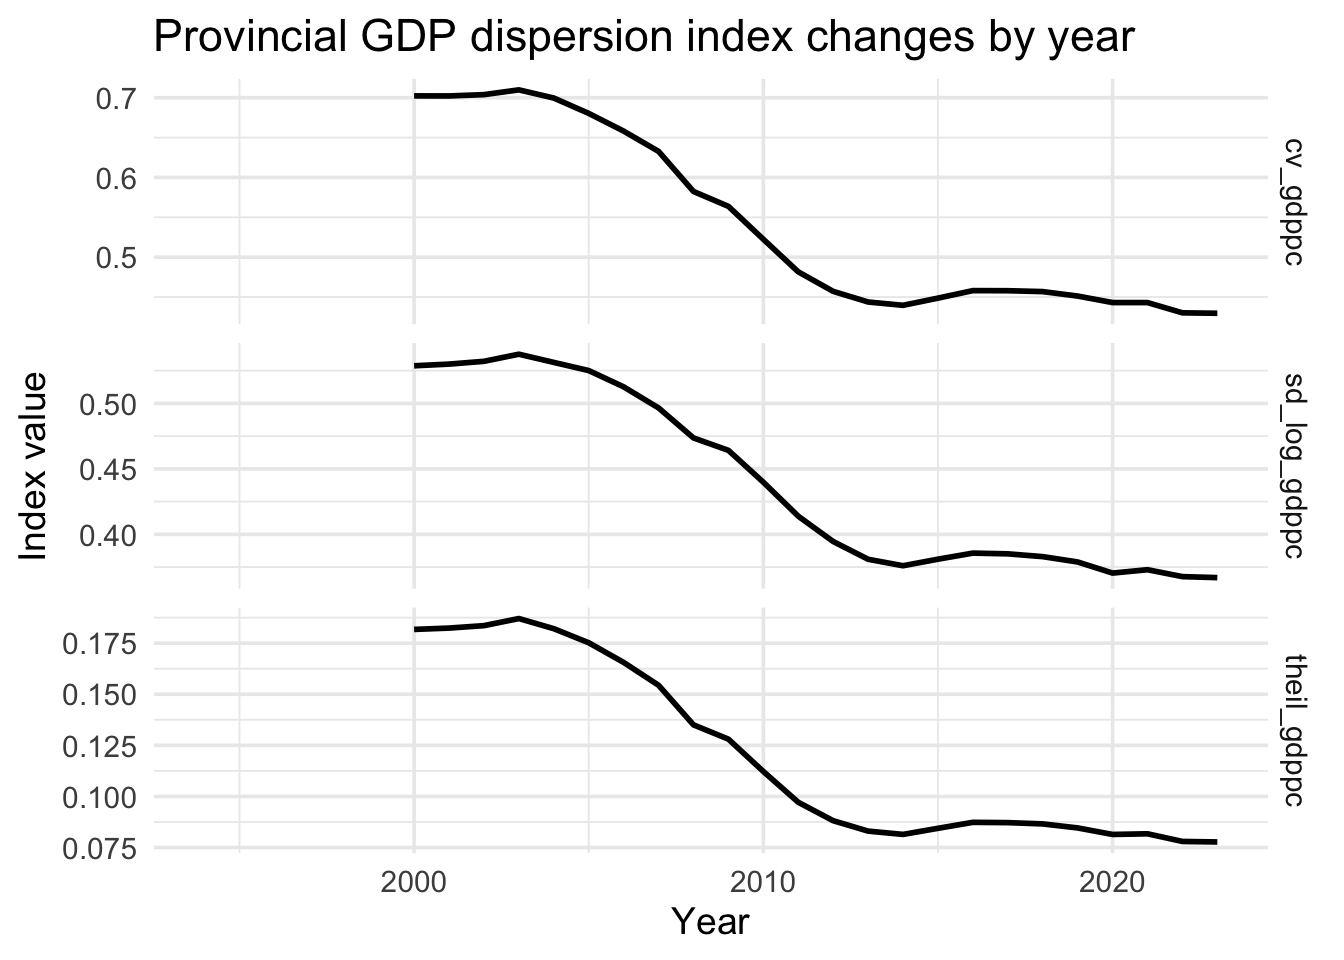 Provincial GDP dispersion index changes by year
0.7
0.6
0.5
cv_gdppc
0.50
0.45
0.40
sd_log_gdppc
0.175
0.150
0.125
0.100
0.075
theil_gdppc
Index value
2000 2010 2020
Year